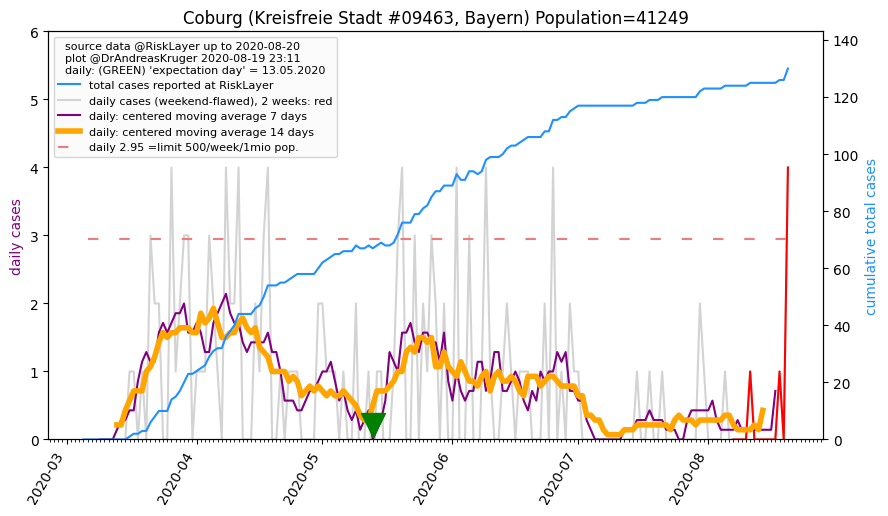 Coburg (Kreisfreie Stadt #09463, Bayern) Population=41249
source data @RiskLayer up to 2020-08-20
plot @DrAndreasKruger 2020-08-19 23:11
daily: (GREEN) 'expectation day' = 13.05.2020
total cases reported at RiskLayer
daily cases (weekend-flawed), 2 weeks: red
daily: centered moving average 7 days
daily: centered moving average 14 days
daily 2.95 =limit 500/week/1mio pop.
daily cases
6
5
4
3
2
1
0
140
120
100
80
60
40
20
0
cumulative total cases
2020-03
2020-04
2020-05
2020-06
2020-07
2020-08